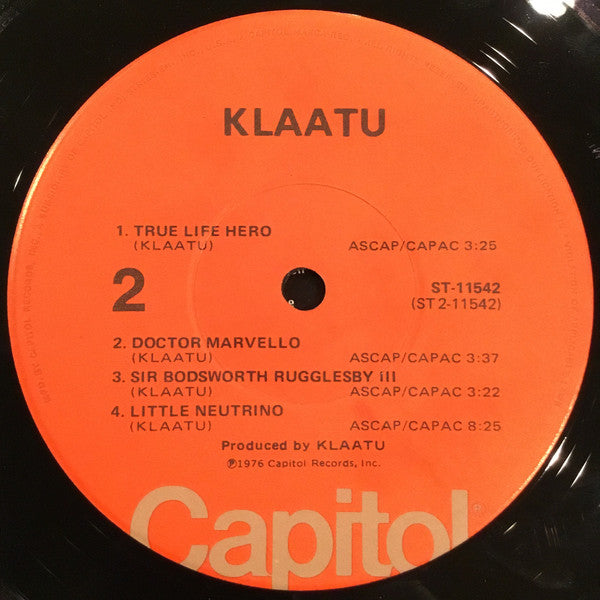 KLAATU
1. TRUE LIFE HERO
(KLAATU) ASCAP/CAPAC 3:25
2
ST-11542
(ST 2-11542)
2. DOCTOR MARVELLO
(KLAATU) ASCAP/CAPAC 3:37
3. SIR BODSWORTH RUGGLESBY III
(KLAATU) ASCAP/CAPAC 3:22
4. LITTLE NEUTRINO
(KLAATU) ASCAP/CAPAC 8:25
Produced by KLAATU
℗1976 Capitol Records, Inc.
Capitol®